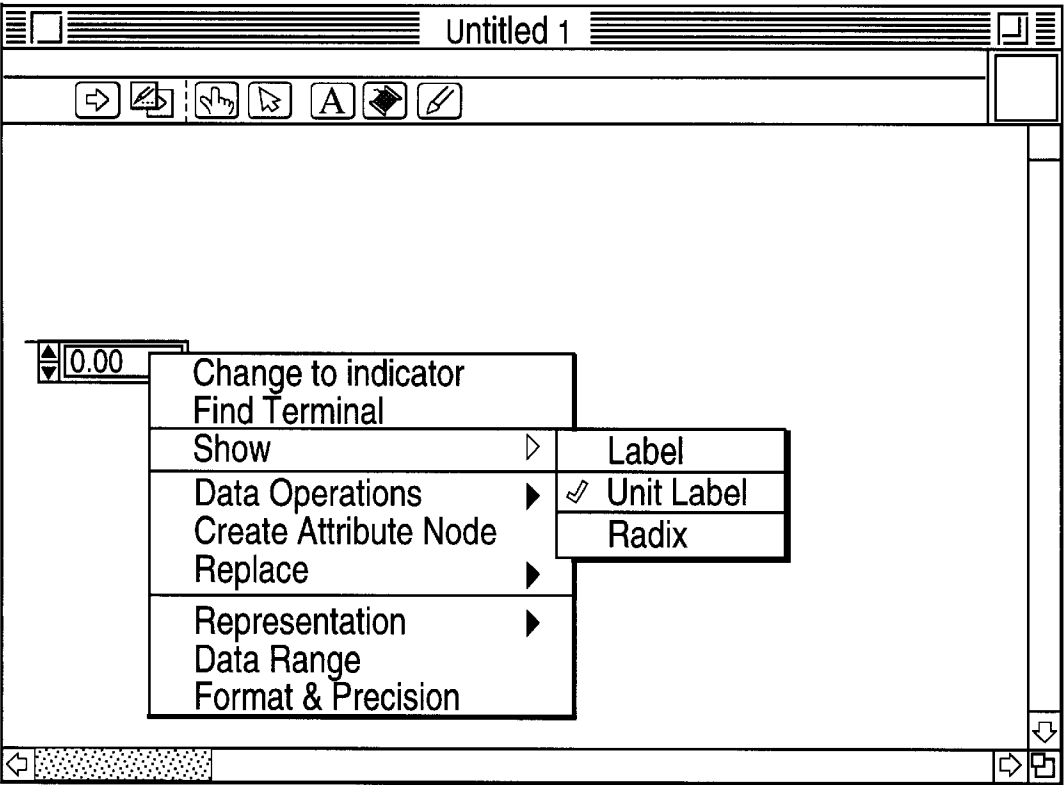 Untitled 1
A
0.00
Change to indicator
Find Terminal
Show
Label
Unit Label
Radix
Data Operations
Create Attribute Node
Replace
Representation
Data Range
Format & Precision